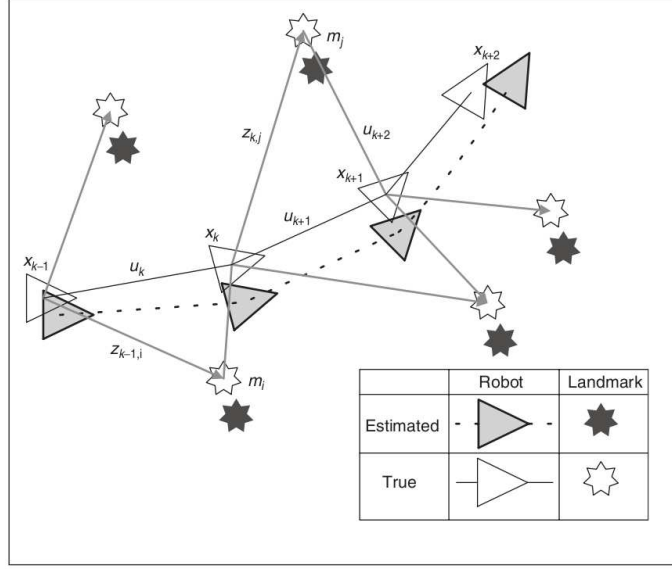 m_j
x_{k+2}
z_{k,j}
u_{k+2}
x_{k+1}
x_k
u_{k+1}
x_{k–1}
u_k
z_{k–1,i}
m_i
Robot Landmark
Estimated
True